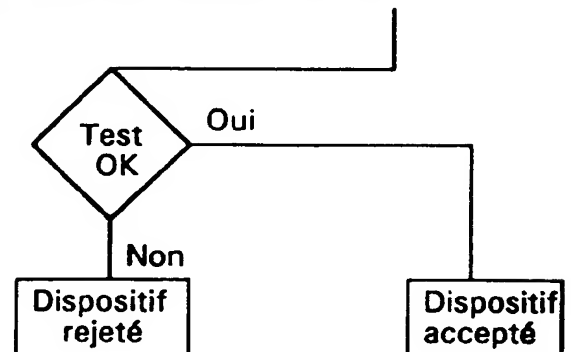 Test
OK
Oui
Non
Dispositif
rejeté
Dispositif
accepté